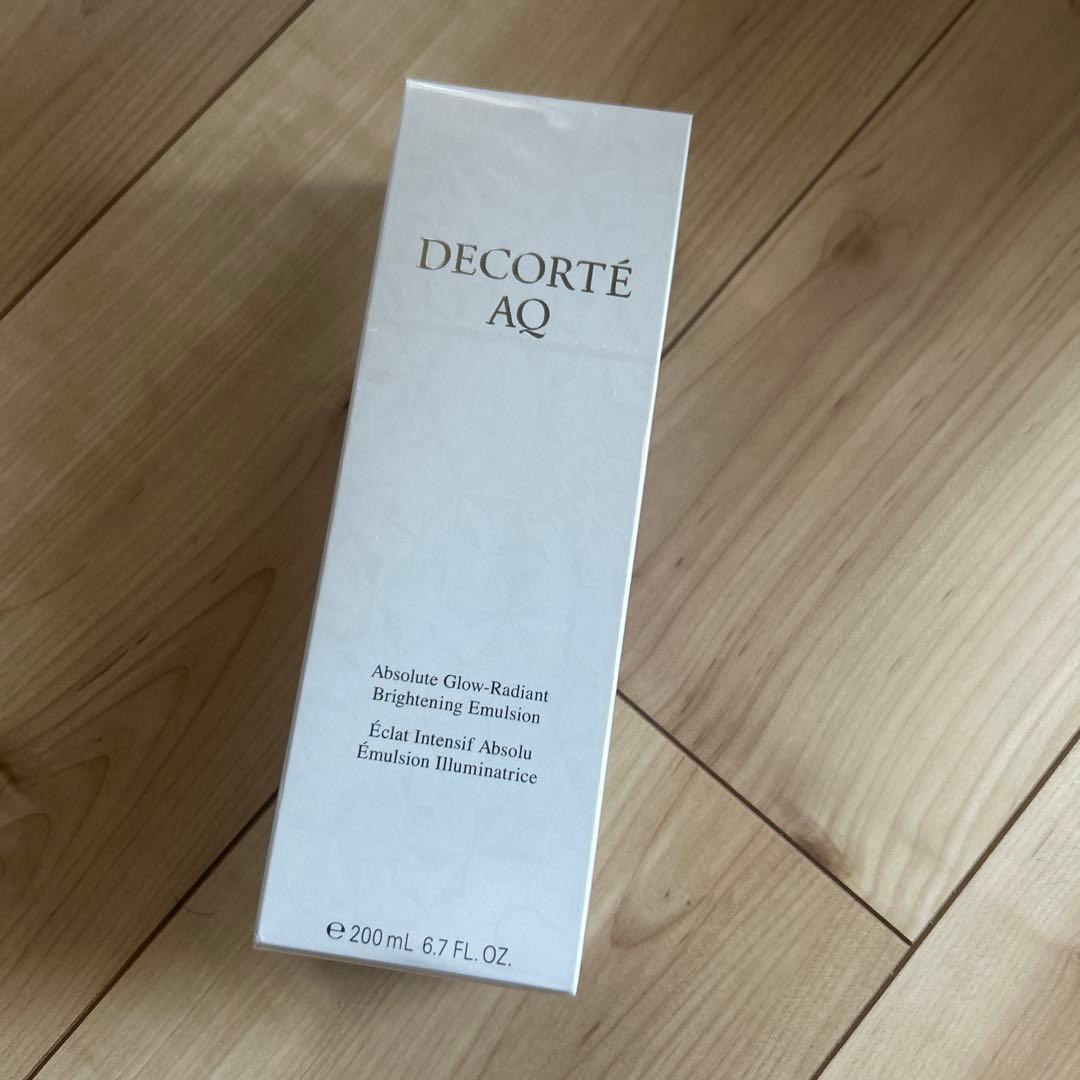 DECORTÉ
AQ
Absolute Glow-Radiant
Brightening Emulsion
Éclat Intensif Absolu
Émulsion Illuminatrice
℮ 200 mL 6.7 FL. OZ.